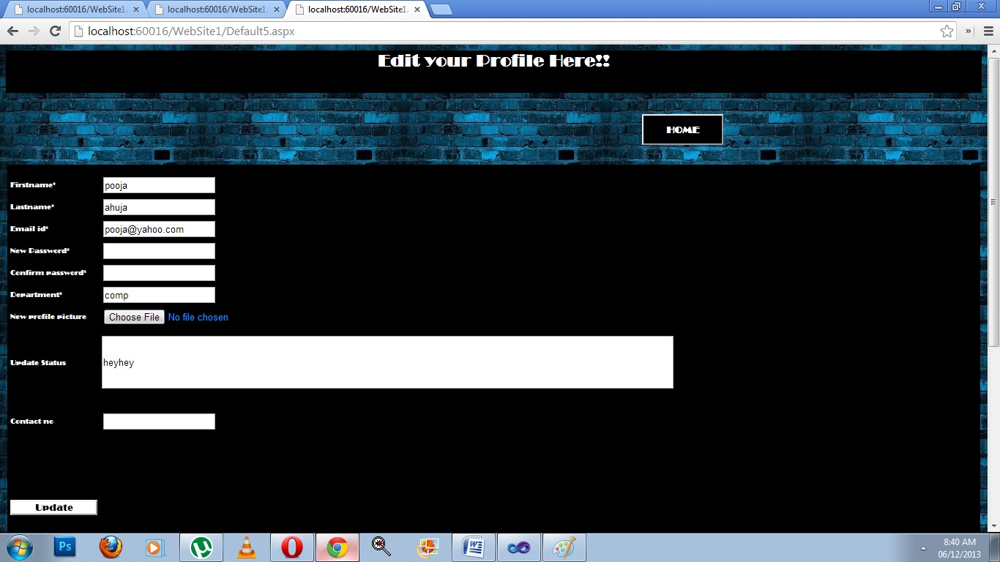 localhost:60016/WebSite1/
localhost:60016/WebSite1/
localhost:60016/WebSite1/
localhost:60016/WebSite1/Default5.aspx
Edit your Profile Here!!
HOME
Firstname* pooja
Lastname* ahuja
Email id* pooja@yahoo.com
New Password*
Confirm password*
Department* comp
New profile picture Choose File No file chosen
Update Status heyhey
Contact no
Update
Ps
8:40 AM
06/12/2013